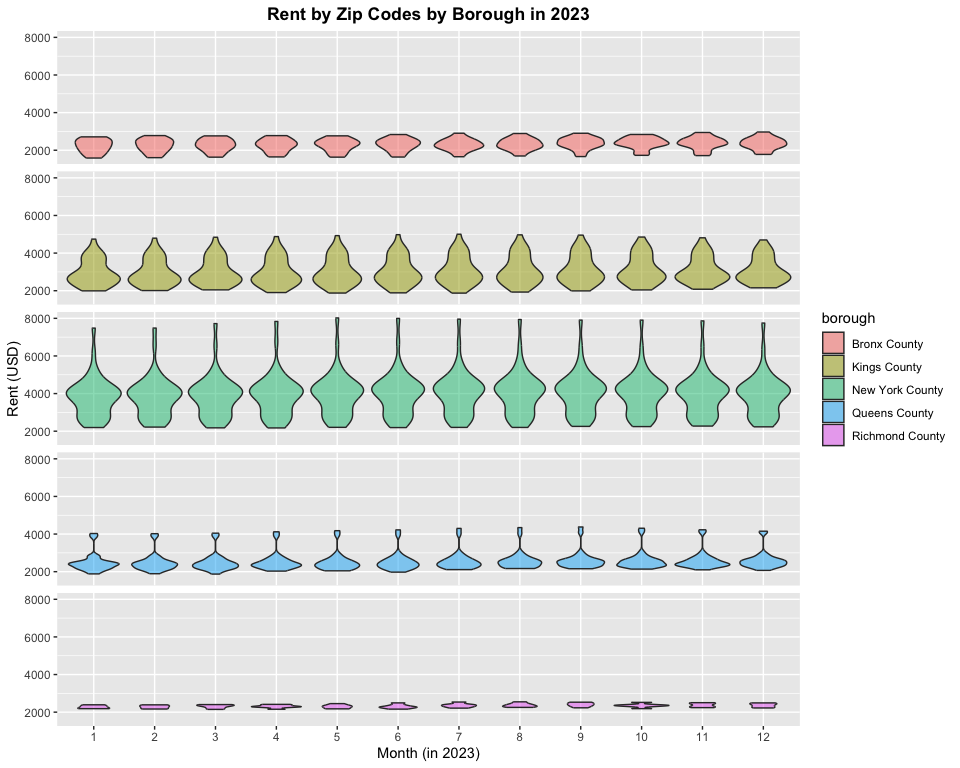 Rent by Zip Codes by Borough in 2023
8000
6000
4000
2000
8000
6000
4000
2000
Rent (USD)
8000
6000
4000
2000
8000
6000
4000
2000
8000
6000
4000
2000
1 2 3 4 5 6 7 8 9 10 11 12
Month (in 2023)
borough
Bronx County
Kings County
New York County
Queens County
Richmond County